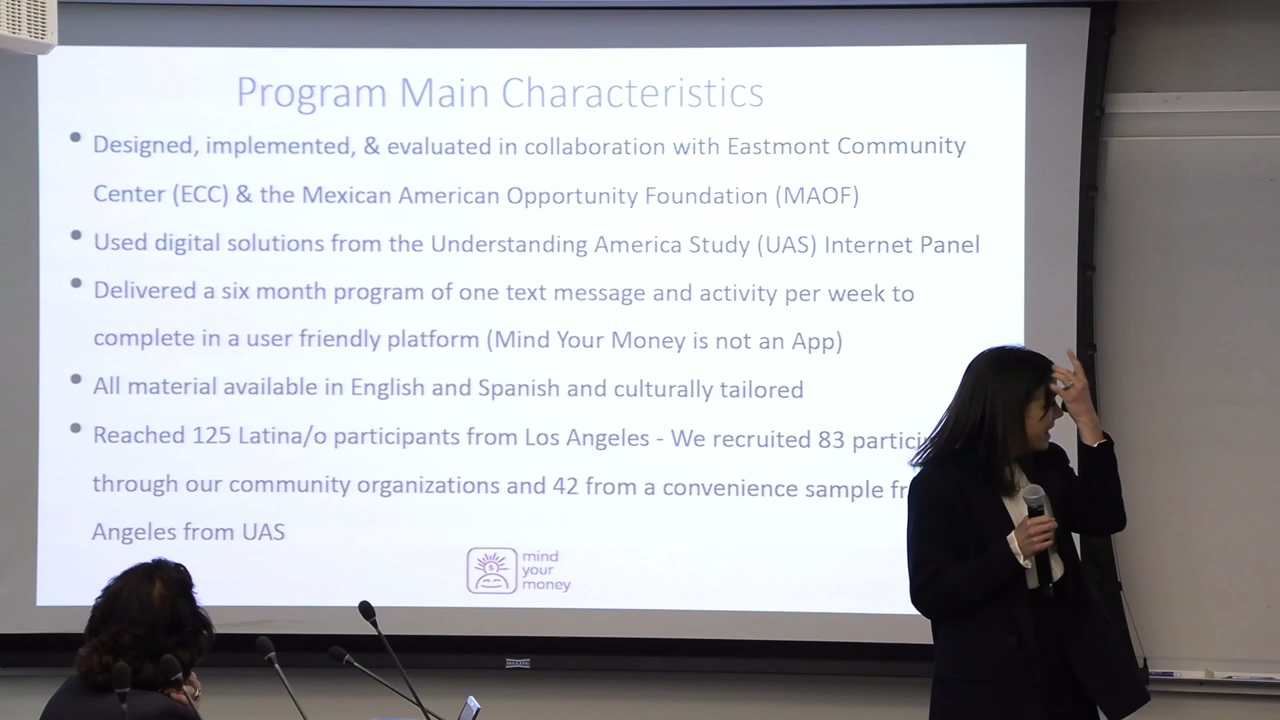 Program Main Characteristics
• Designed, implemented, & evaluated in collaboration with Eastmont Community
Center (ECC) & the Mexican American Opportunity Foundation (MAOF)
• Used digital solutions from the Understanding America Study (UAS) Internet Panel
• Delivered a six month program of one text message and activity per week to
complete in a user friendly platform (Mind Your Money is not an App)
• All material available in English and Spanish and culturally tailored
• Reached 125 Latina/o participants from Los Angeles - We recruited 83
through our community organizations and 42 from a convenience sample
Angeles from UAS
mind
your
money